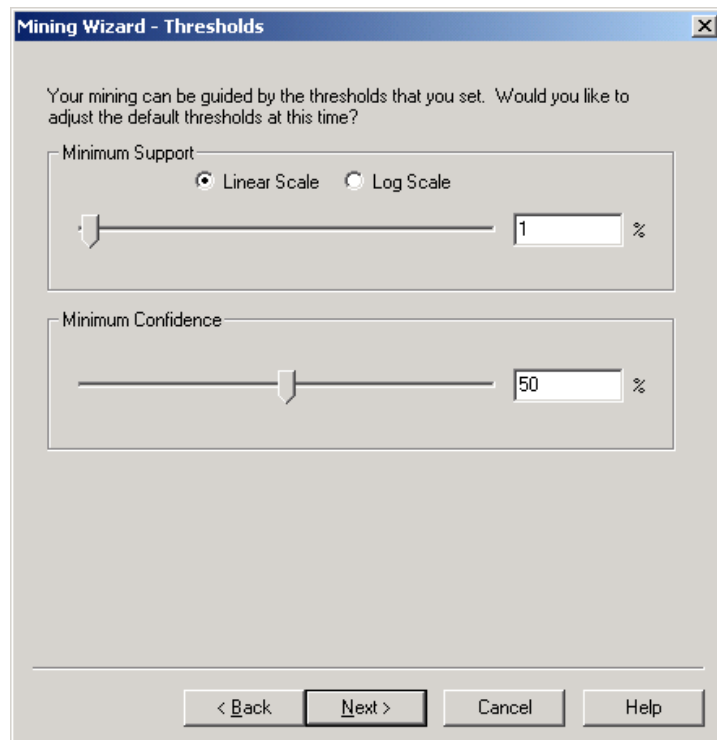 Mining Wizard - Thresholds
Your mining can be guided by the thresholds that you set.  Would you like to
adjust the default thresholds at this time?
Minimum Support
Linear Scale
Log Scale
1 %
Minimum Confidence
50 %
< Back
Next >
Cancel
Help